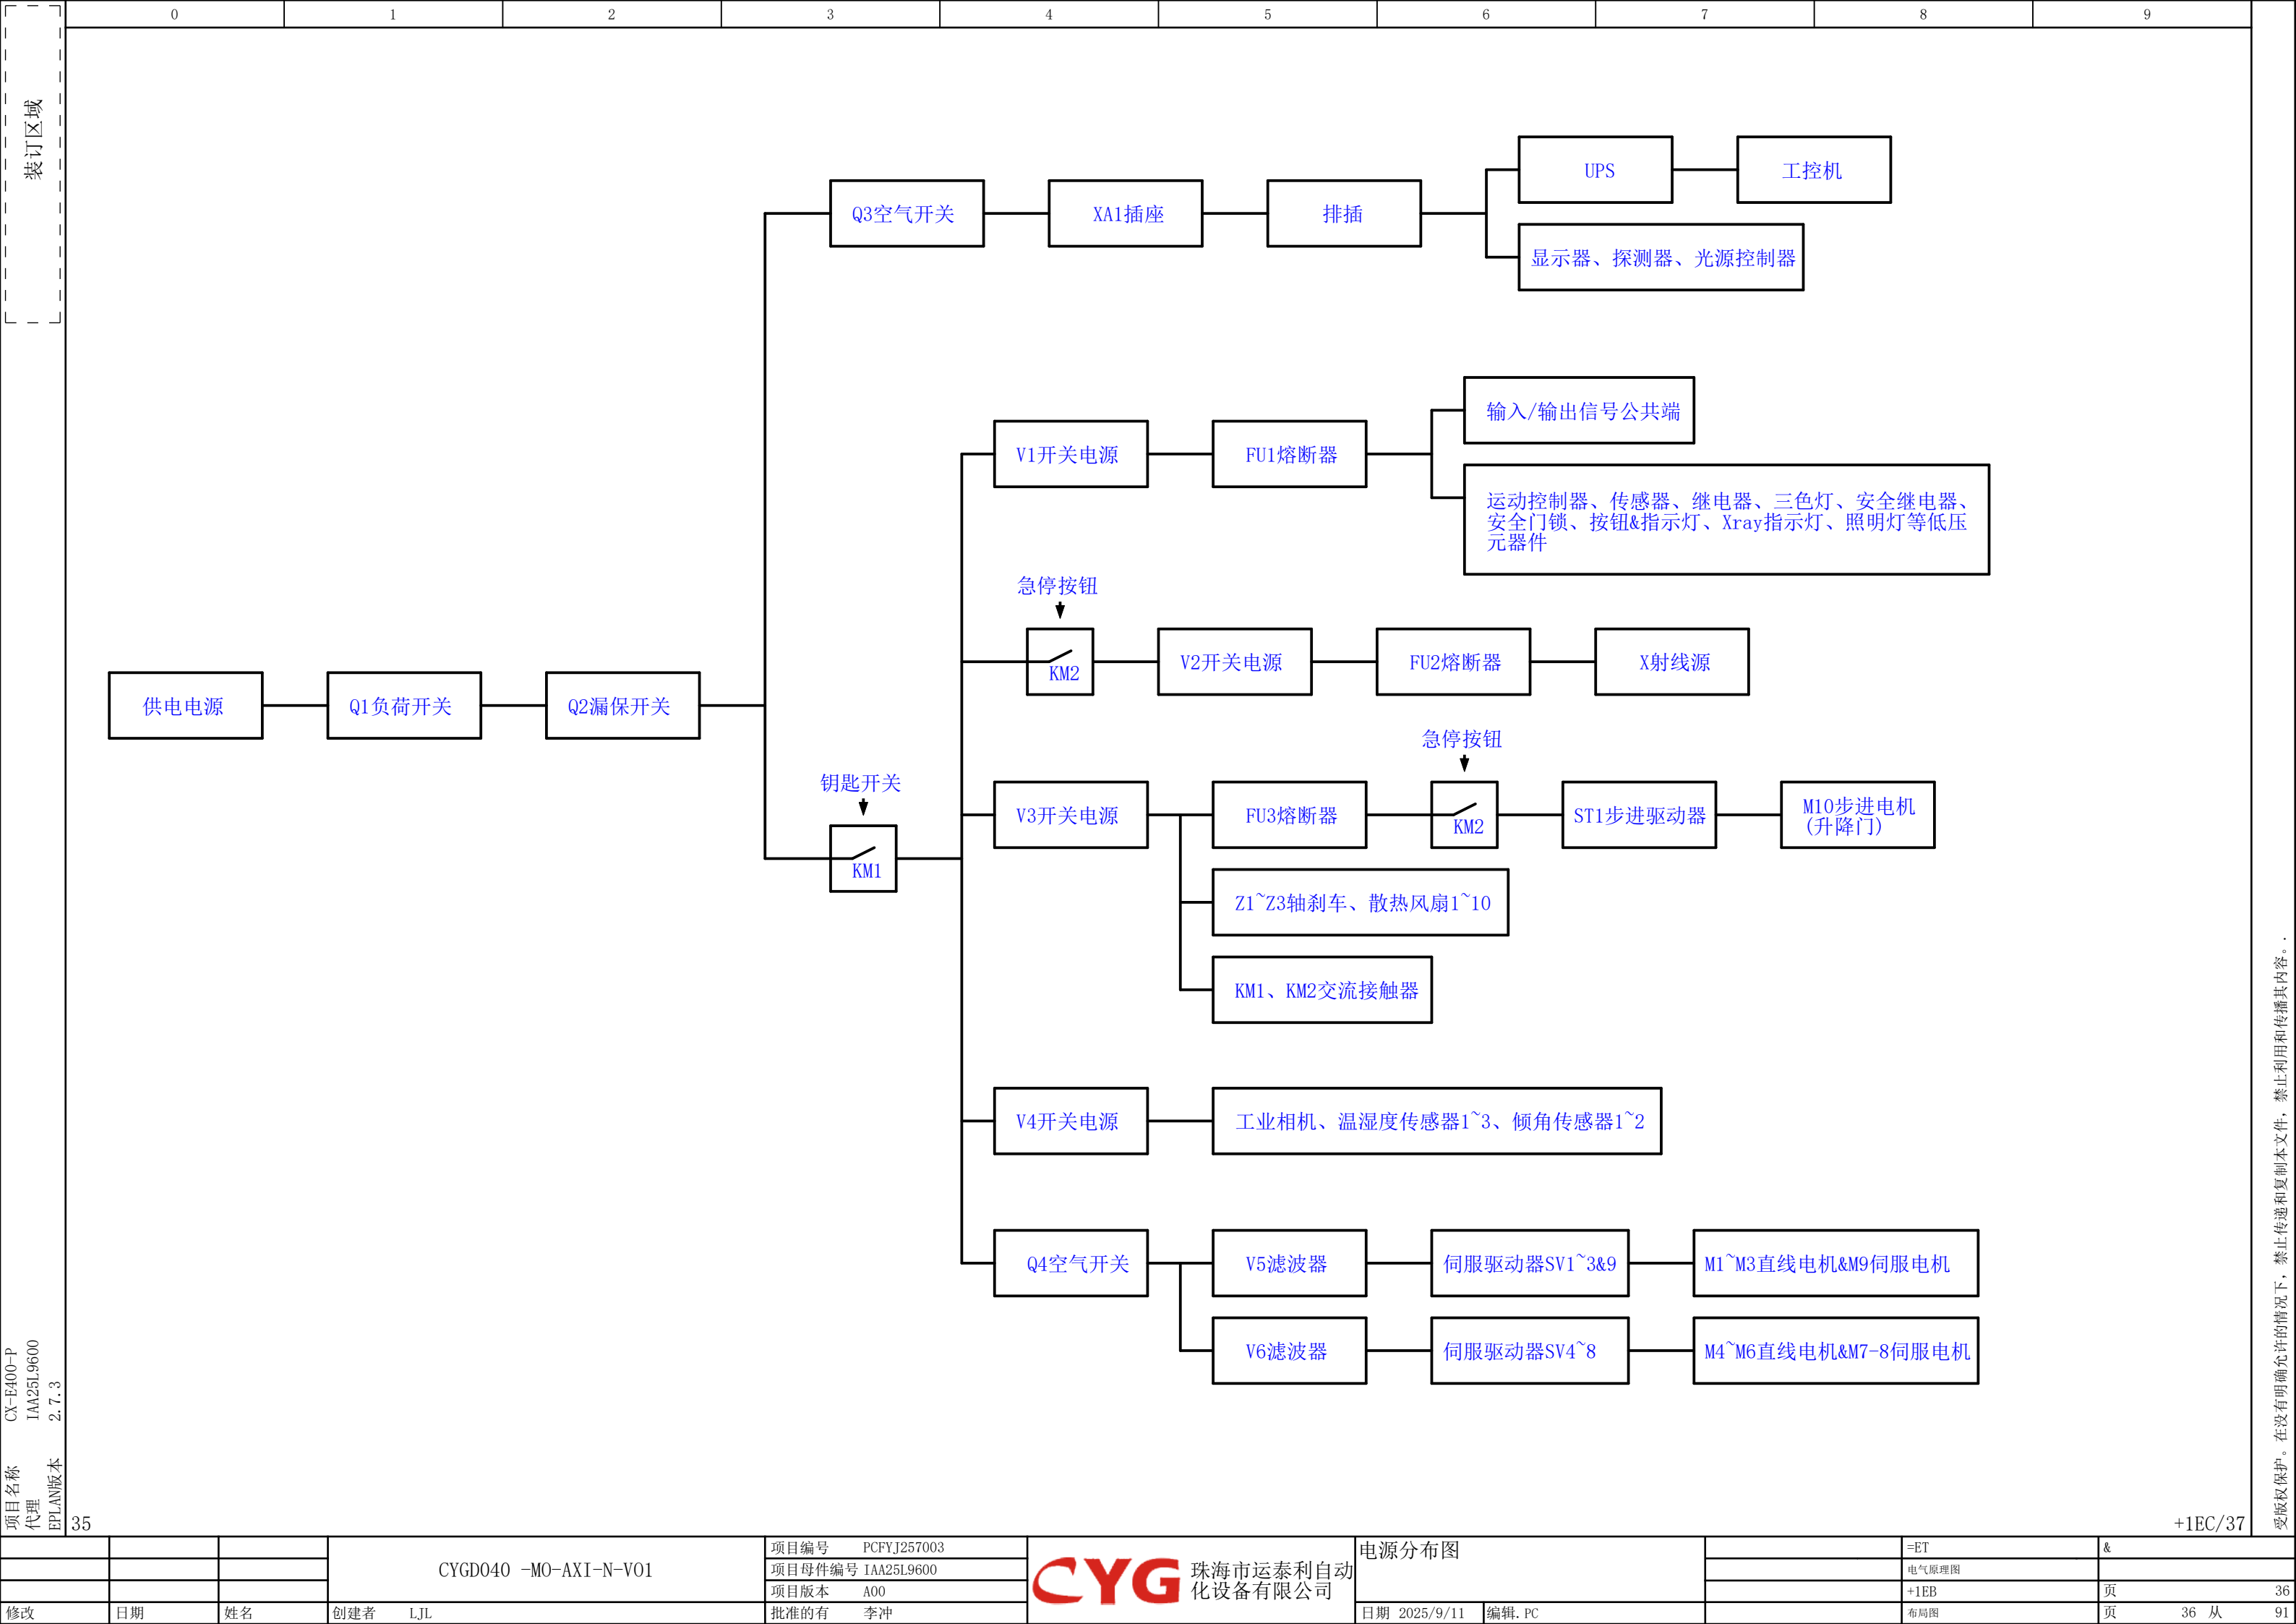 0 1 2 3 4 5 6 7 8 9
装订区域
UPS
工控机
Q3空气开关
XA1插座
排插
显示器、探测器、光源控制器
输入/输出信号公共端
V1开关电源
FU1熔断器
运动控制器、传感器、继电器、三色灯、安全继电器、
安全门锁、按钮&指示灯、Xray指示灯、照明灯等低压
元器件
急停按钮
KM2
V2开关电源
FU2熔断器
X射线源
供电电源
Q1负荷开关
Q2漏保开关
急停按钮
钥匙开关
KM1
V3开关电源
FU3熔断器
KM2
ST1步进驱动器
M10步进电机
(升降门)
Z1~Z3轴刹车、散热风扇1~10
KM1、KM2交流接触器
V4开关电源
工业相机、温湿度传感器1~3、倾角传感器1~2
Q4空气开关
V5滤波器
伺服驱动器SV1~3&9
M1~M3直线电机&M9伺服电机
V6滤波器
伺服驱动器SV4~8
M4~M6直线电机&M7-8伺服电机
受版权保护。在没有明确允许的情况下，禁止传递和复制本文件，禁止利用和传播其内容。.
项目名称 CX-E400-P
代理 IAA25L9600
EPLAN版本 2.7.3
35
+1EC/37
修改
日期
姓名
CYGD040 -MO-AXI-N-V01
创建者 LJL
项目编号 PCFYJ257003
项目母件编号 IAA25L9600
项目版本 A00
批准的有 李冲
CYG
珠海市运泰利自动
化设备有限公司
电源分布图
日期 2025/9/11
编辑.PC
=ET
电气原理图
+1EB
布局图
&
页 36
页 36 从 91